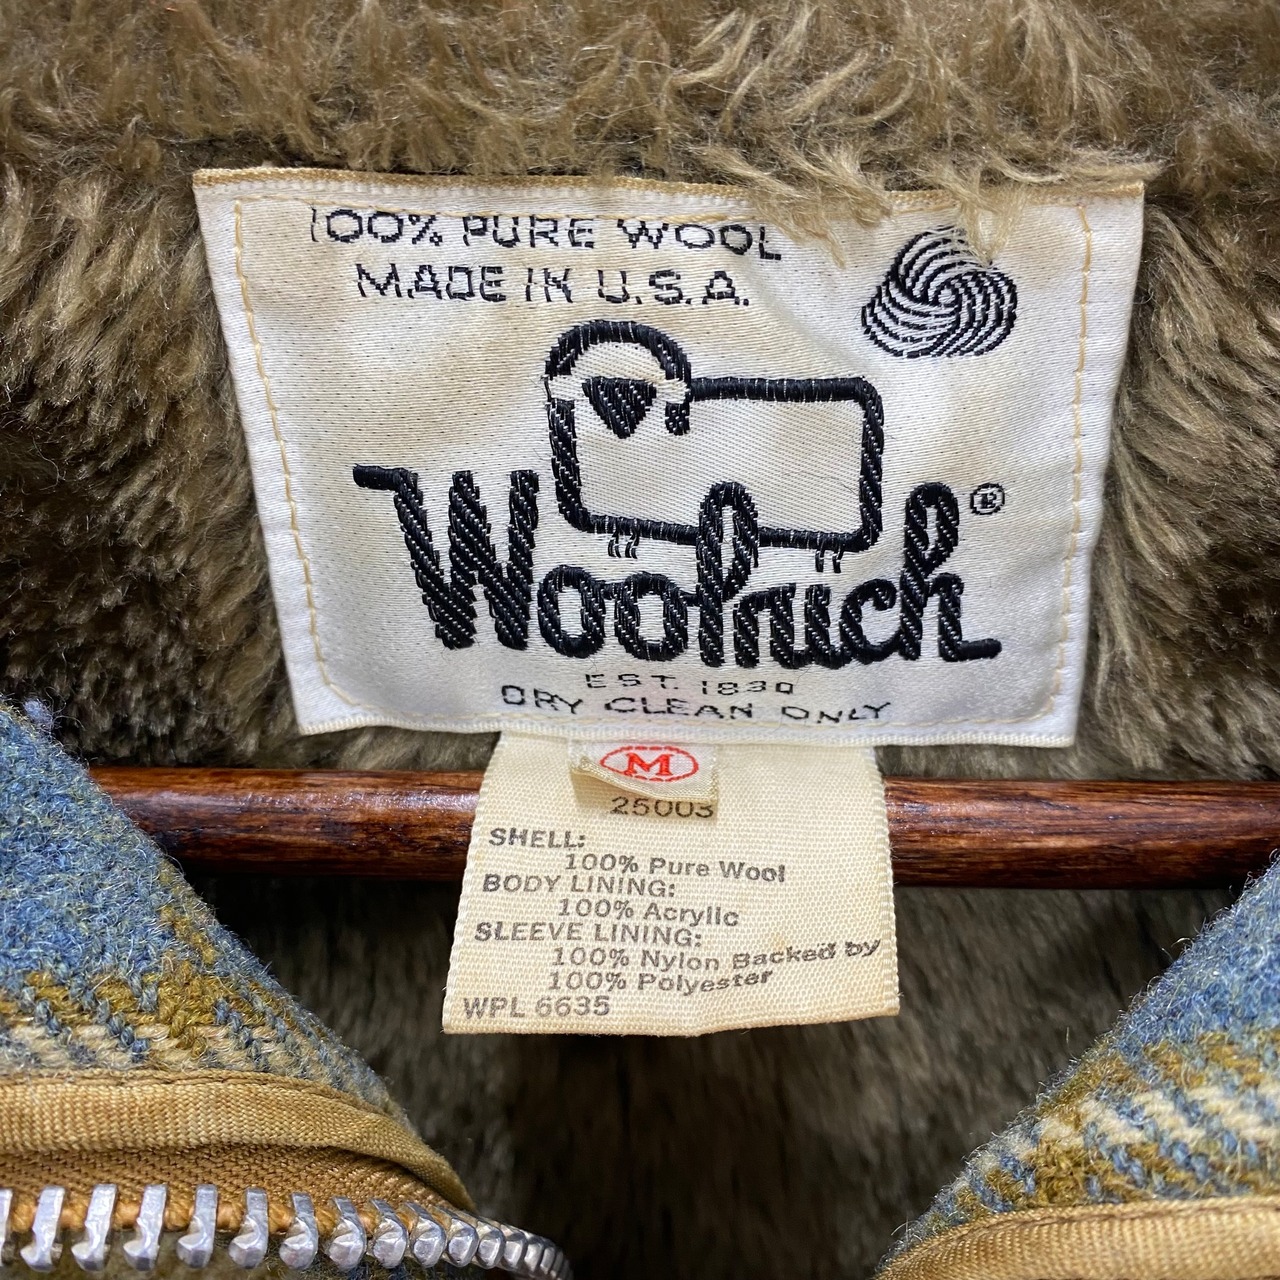 100% PURE WOOL
MADE IN U.S.A.
Woolrich®
EST. 1830
DRY CLEAN ONLY
M
25003
SHELL:
100% Pure Wool
BODY LINING:
100% Acrylic
SLEEVE LINING:
100% Nylon Backed by
100% Polyester
WPL 6635